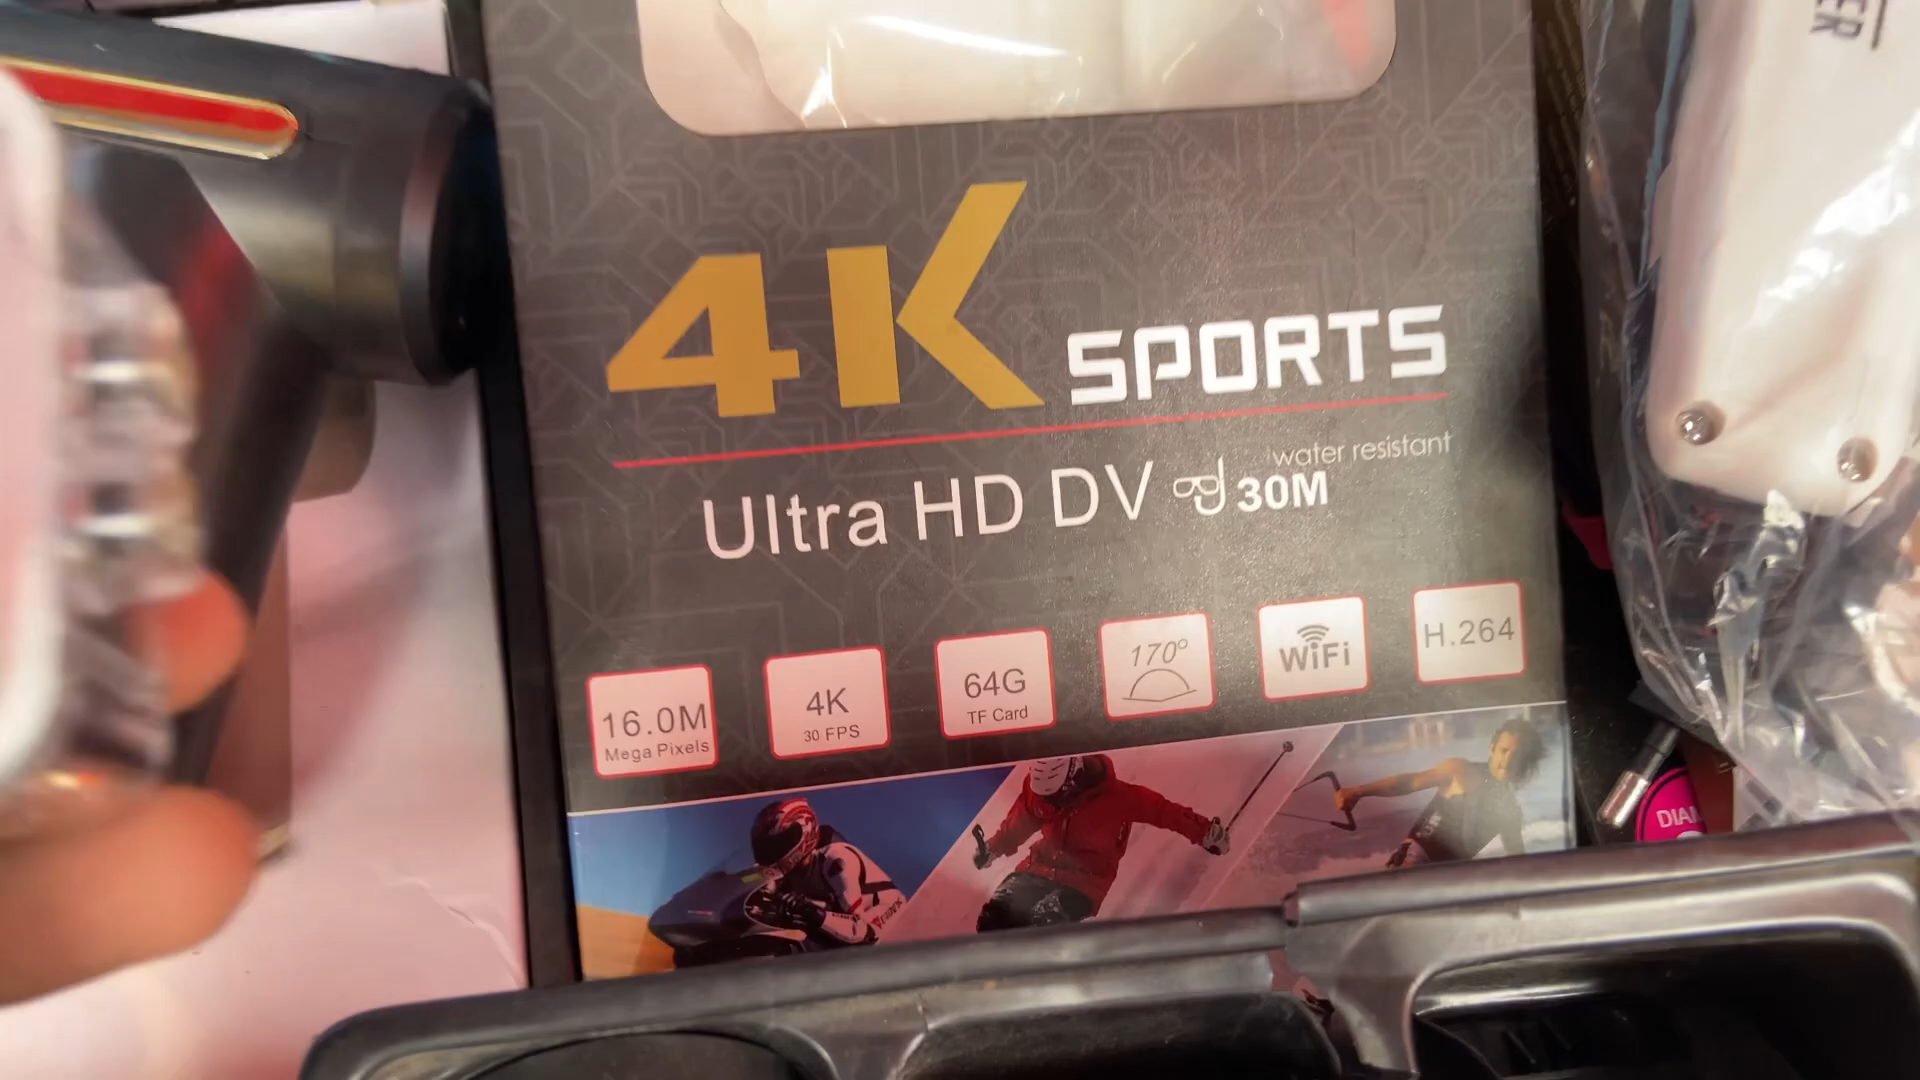 4K SPORTS
water resistant
Ultra HD DV 30M
16.0M
Mega Pixels
4K
30 FPS
64G
TF Card
170°
WiFi
H.264